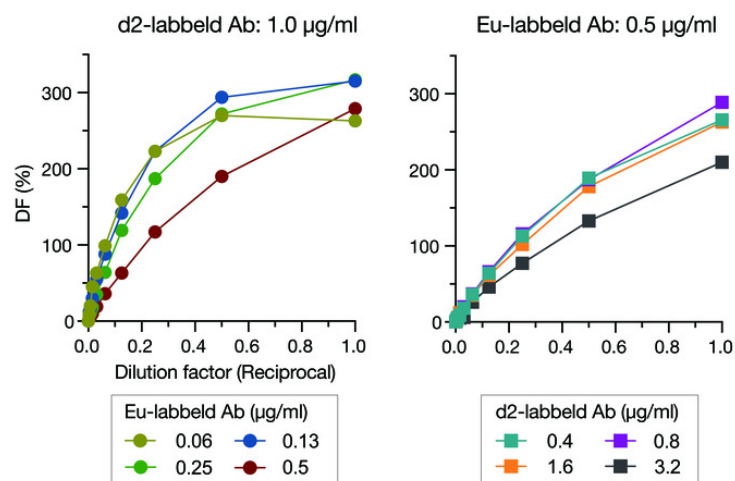 d2-labbeld Ab: 1.0 µg/ml
Eu-labbeld Ab: 0.5 µg/ml
DF (%)
300
200
100
0
0.0 0.2 0.4 0.6 0.8 1.0
300
200
100
0
0.0 0.2 0.4 0.6 0.8 1.0
Dilution factor (Reciprocal)
Eu-labbeld Ab (µg/ml)
0.06 0.13
0.25 0.5
d2-labbeld Ab (µg/ml)
0.4 0.8
1.6 3.2